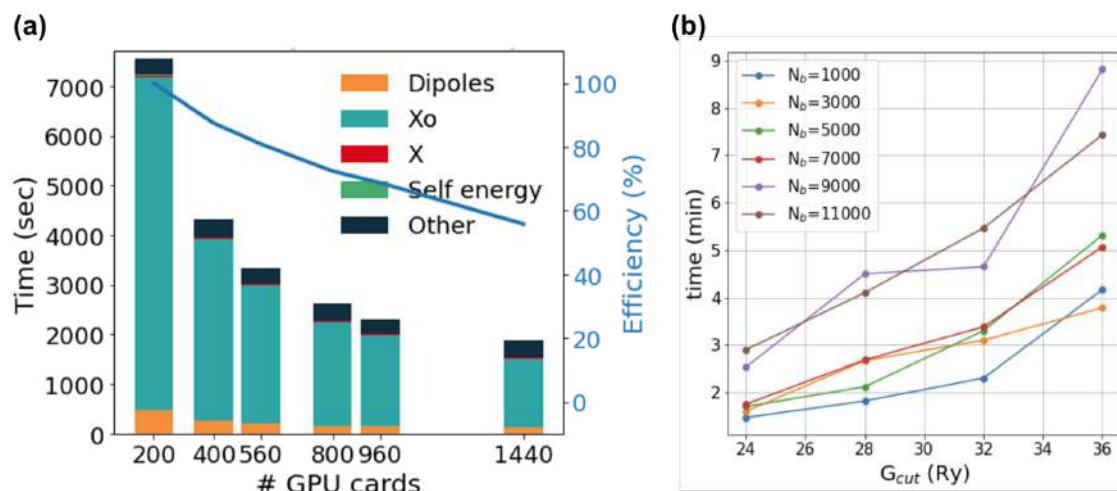 (a)
7000
6000
5000
4000
3000
2000
1000
0
Time (sec)
Dipoles
Xo
X
Self energy
Other
100
80
60
40
20
0
Efficiency (%)
200
400
560
800
960
1440
# GPU cards
(b)
9
8
7
6
5
4
3
2
time (min)
N_b=1000
N_b=3000
N_b=5000
N_b=7000
N_b=9000
N_b=11000
24
26
28
30
32
34
36
G_cut (Ry)